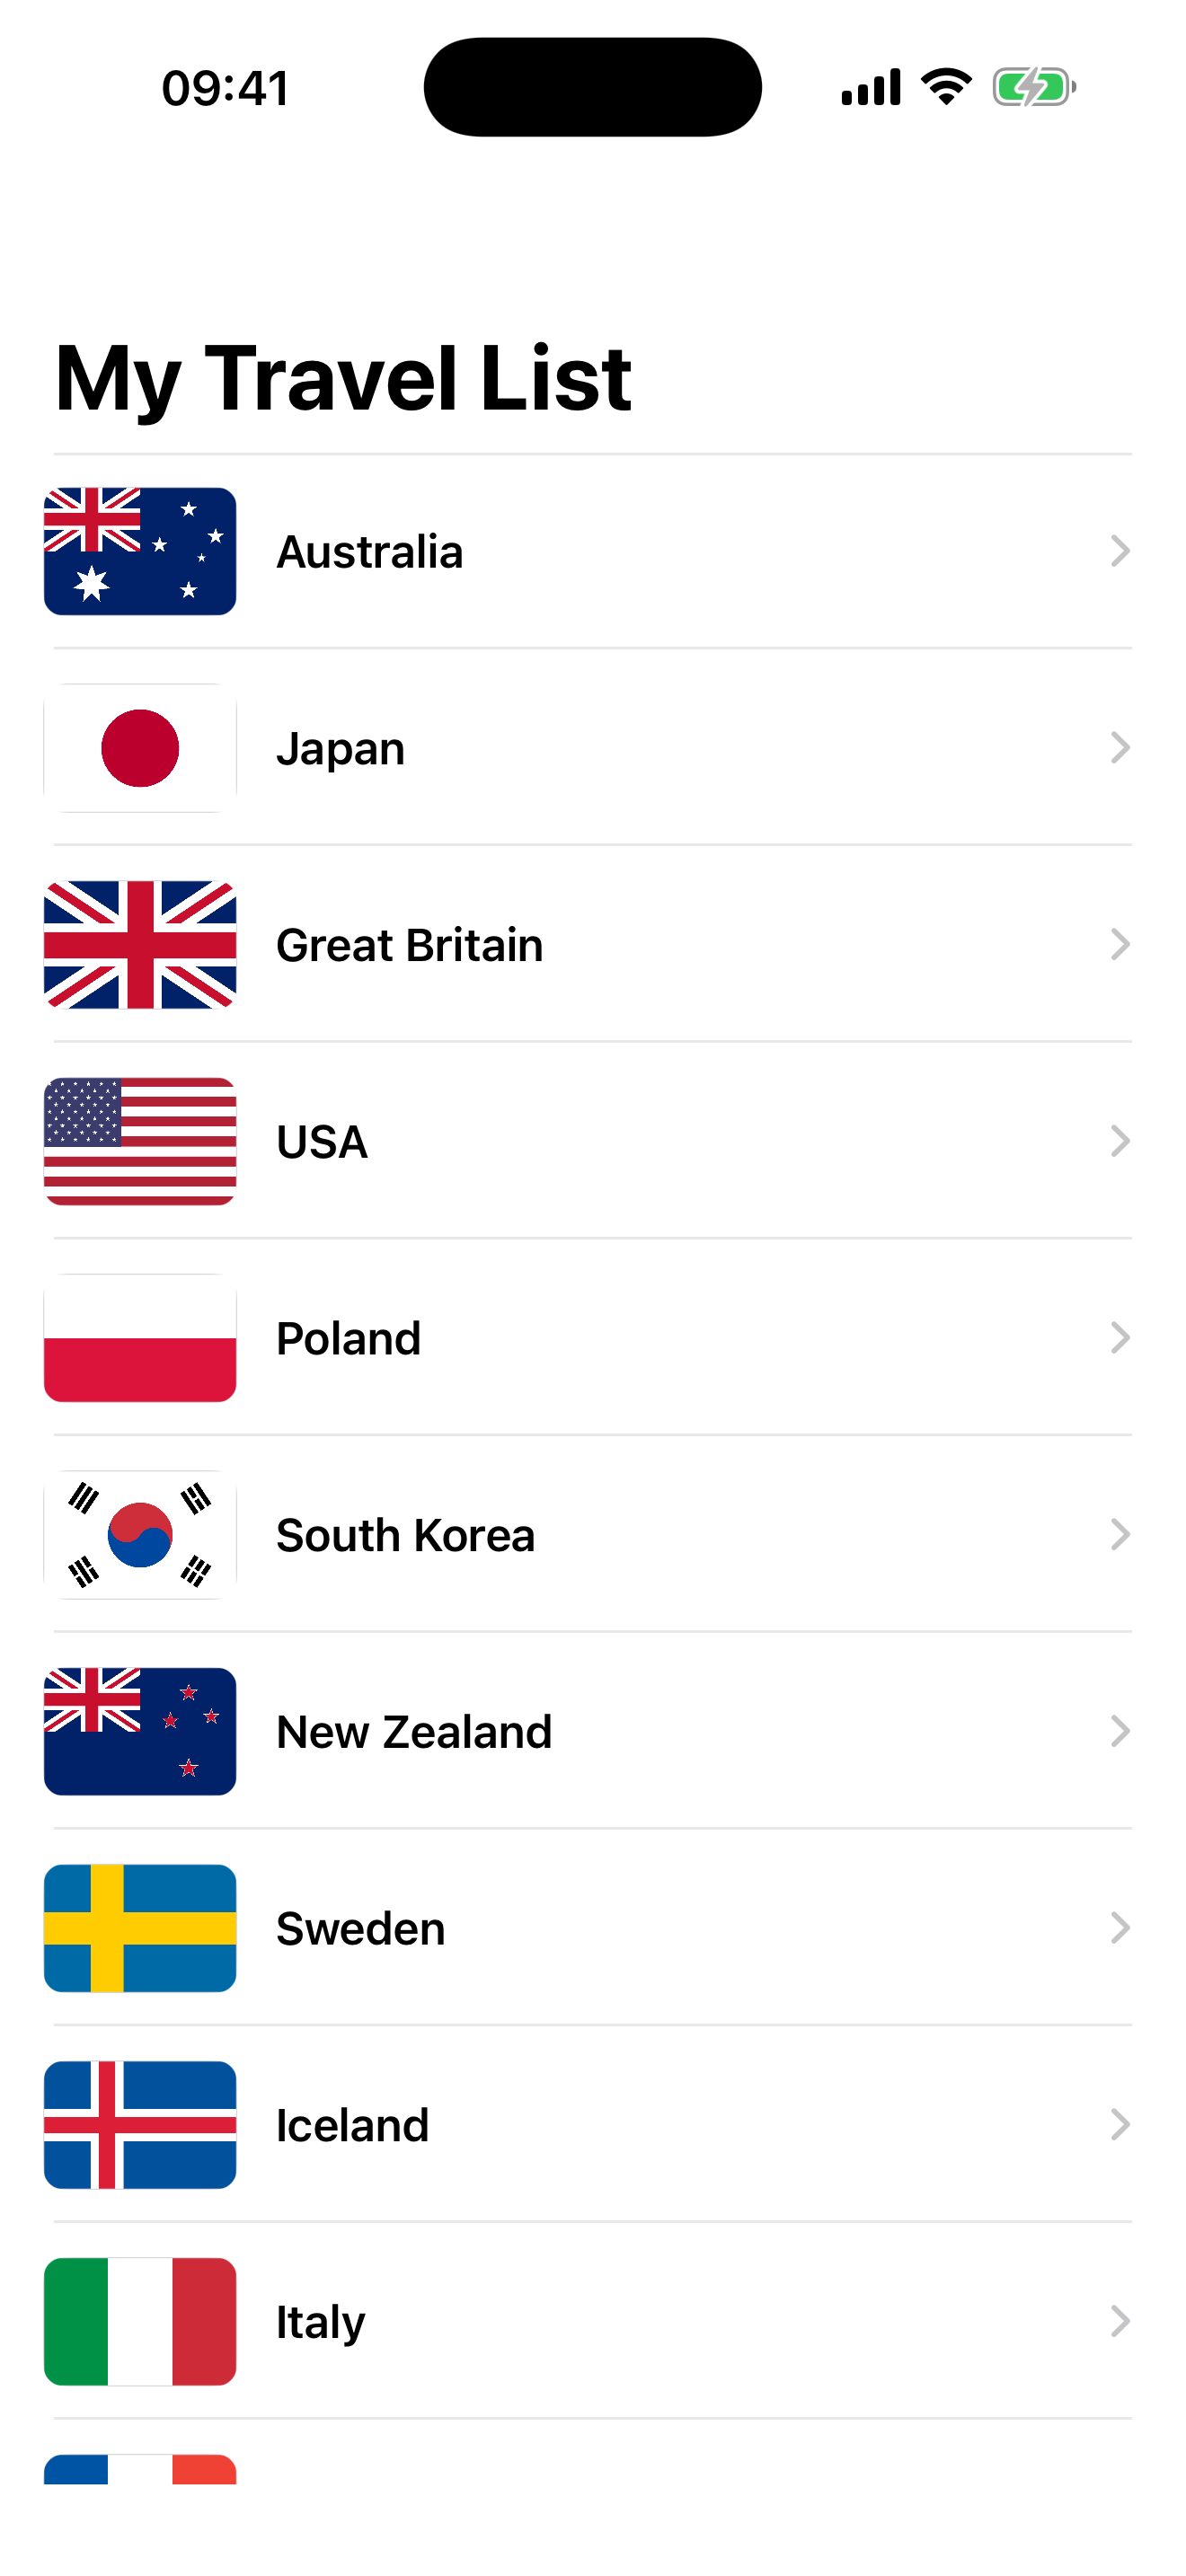 09:41
My Travel List
Australia
Japan
Great Britain
USA
Poland
South Korea
New Zealand
Sweden
Iceland
Italy